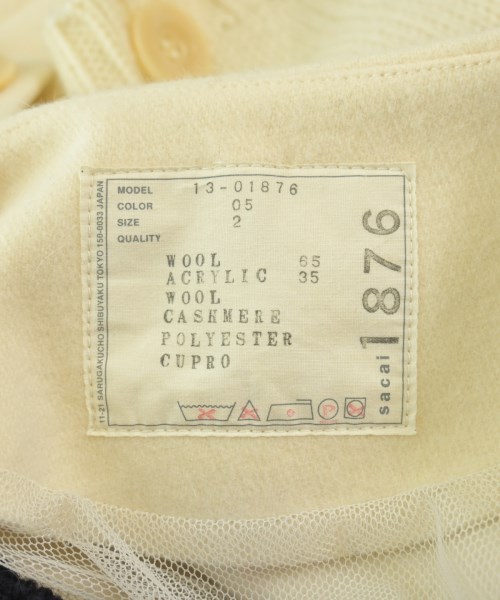 MODEL 13-01876
COLOR 05
SIZE 2
QUALITY
WOOL 65
ACRYLIC 35
WOOL
CASHMERE
POLYESTER
CUPRO
P
sacai 1876
11-21 SARUGAKUCHO SHIBUYAKU TOKYO 150-0033 JAPAN